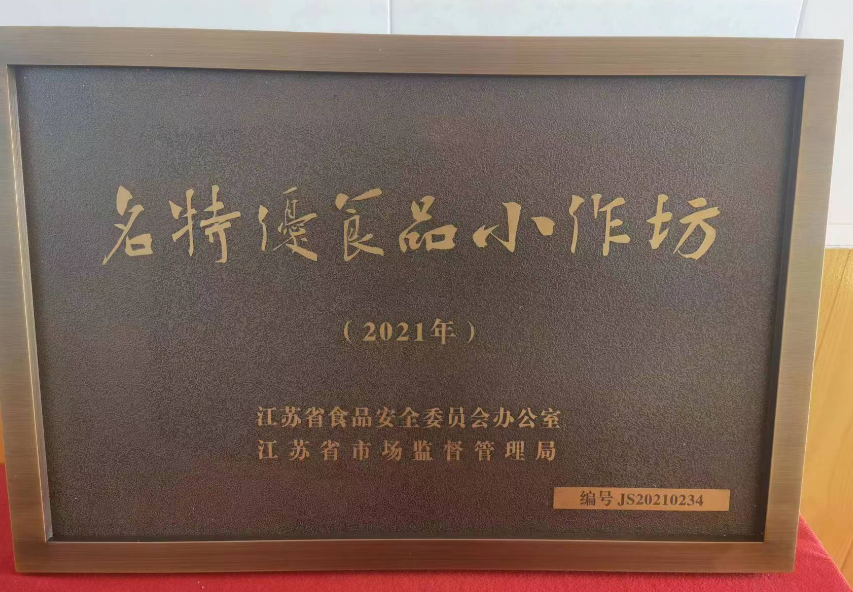 名特優食品小作坊
（2021年）
江苏省食品安全委员会办公室
江苏省市场监督管理局
编号 JS20210234